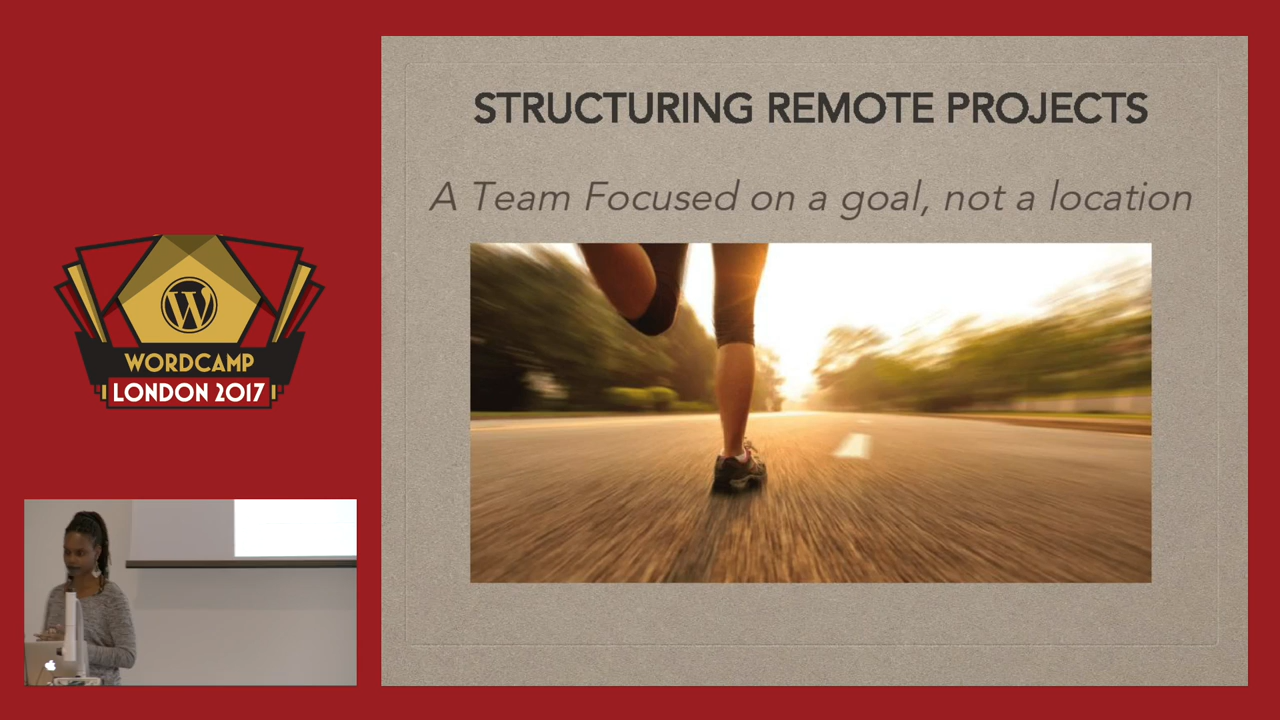 STRUCTURING REMOTE PROJECTS
A Team Focused on a goal, not a location
W
WORDCAMP
LONDON 2017